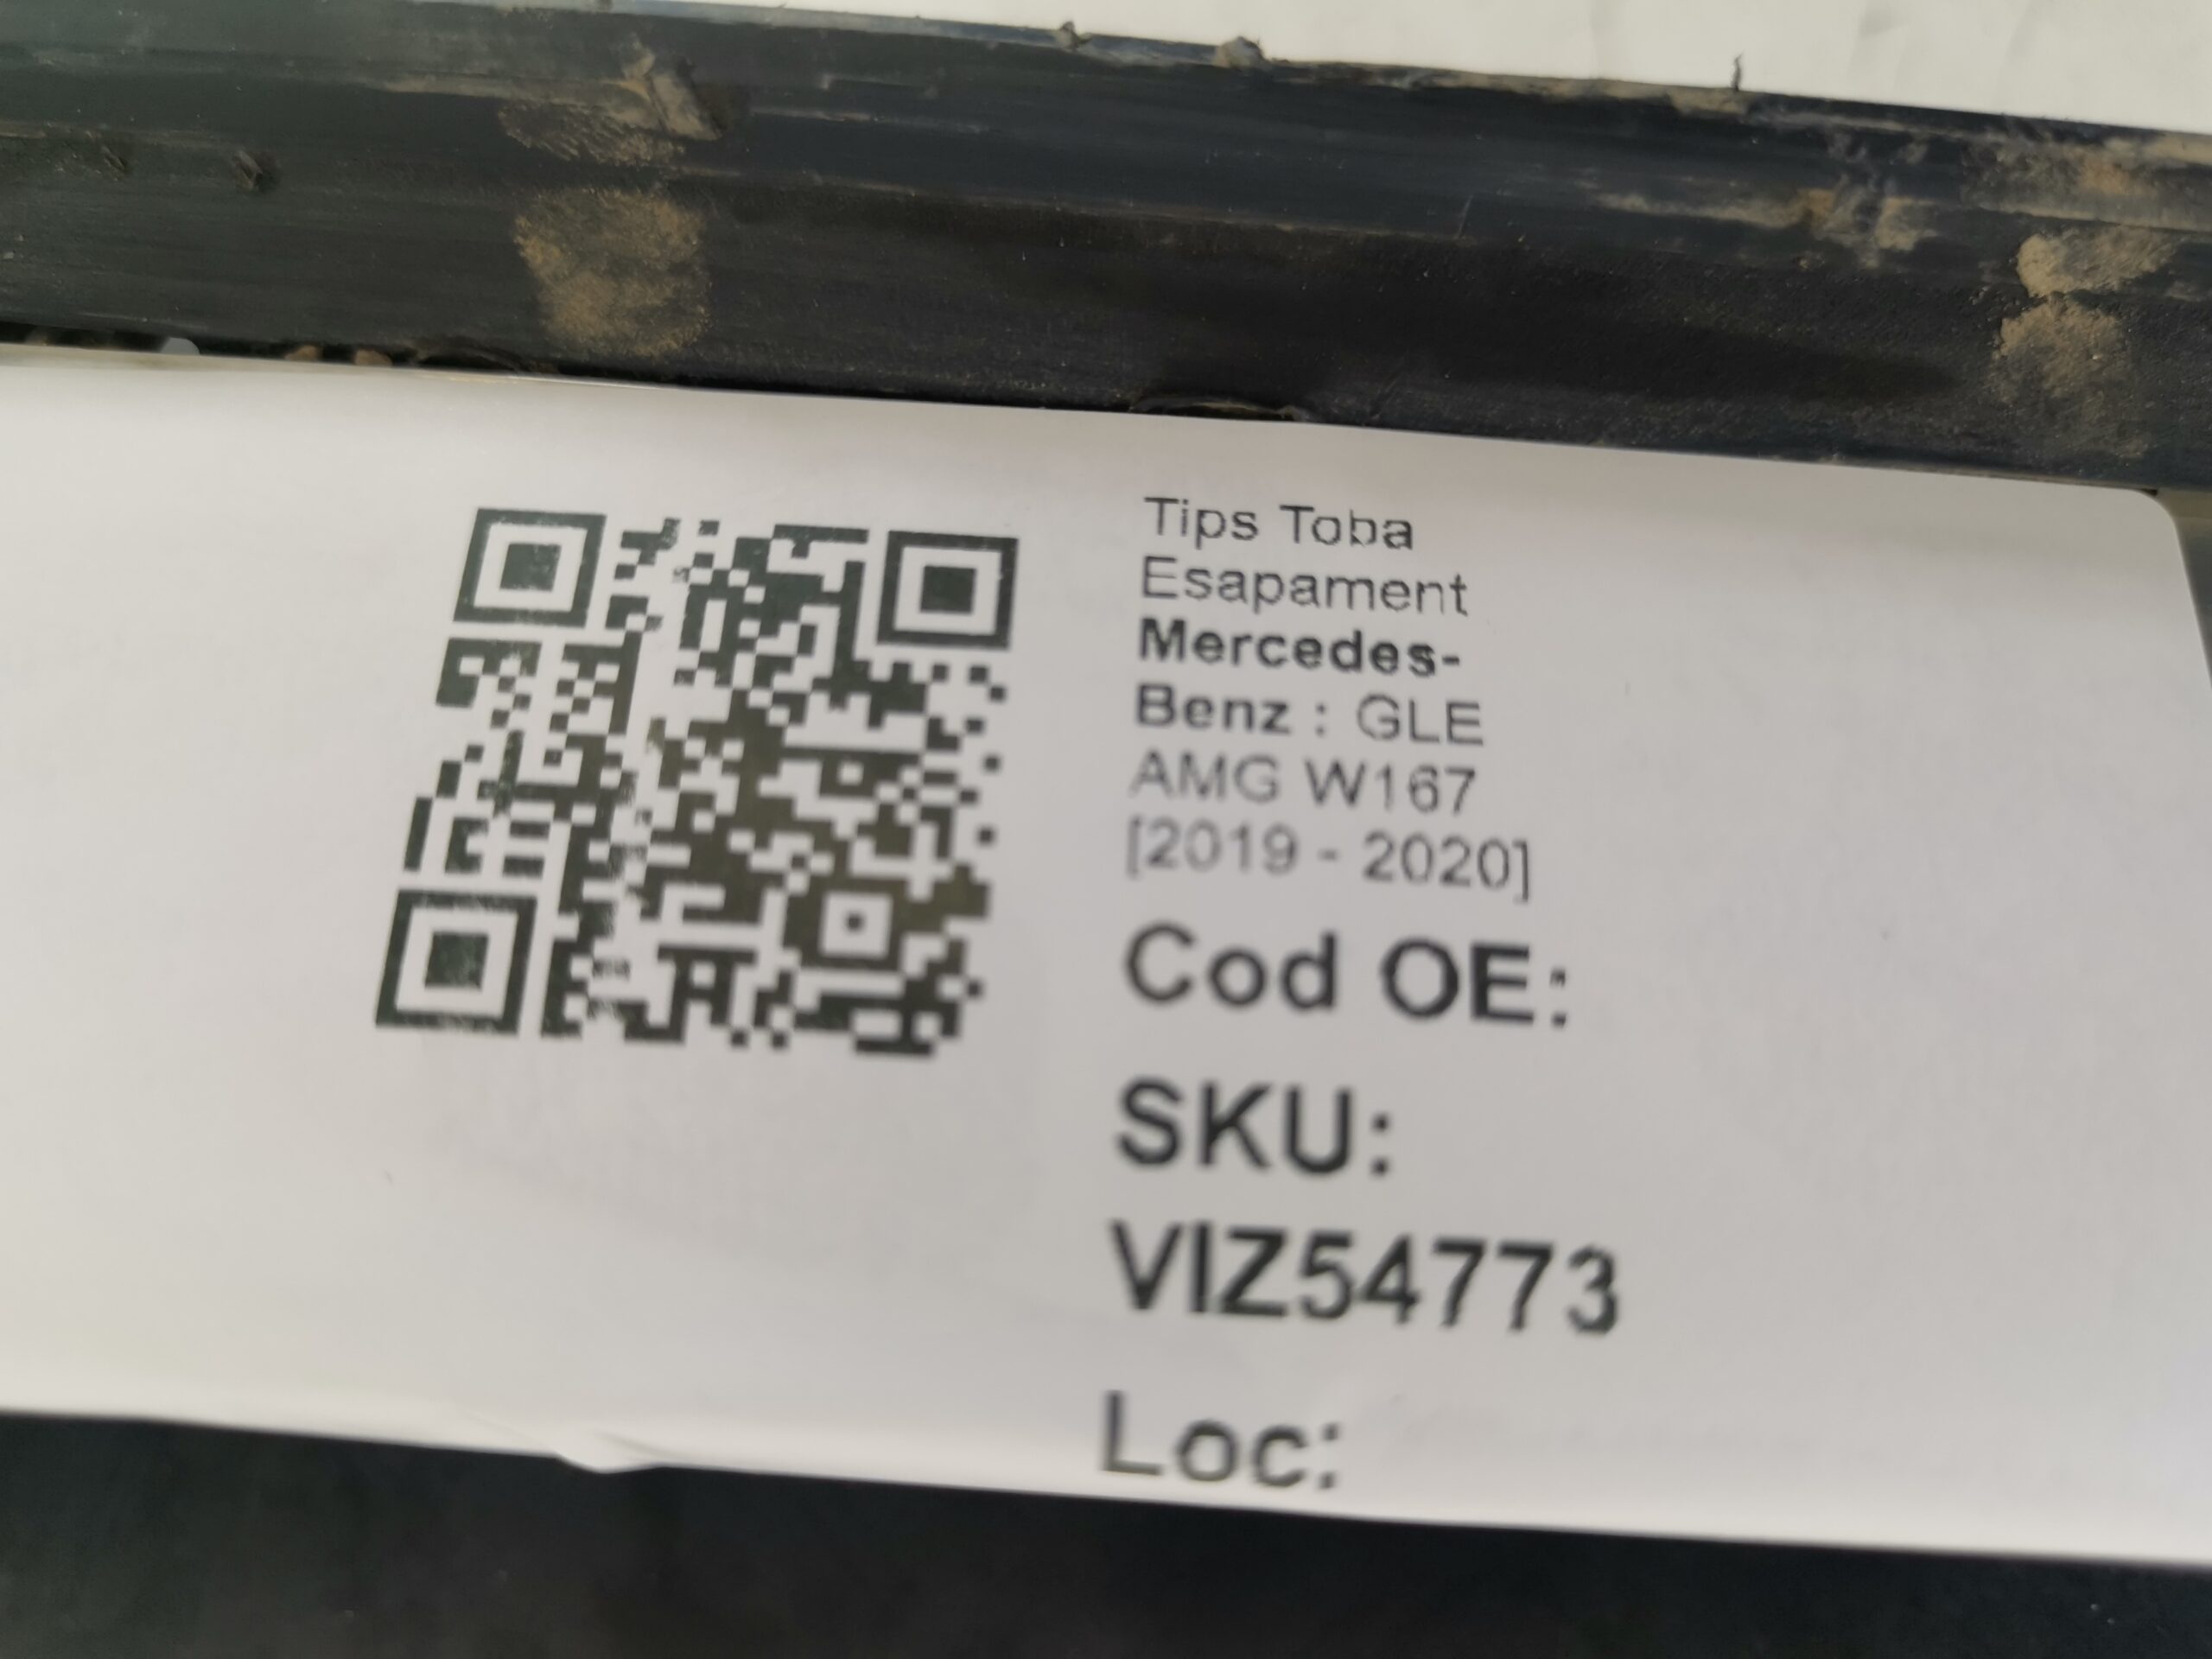 Tips Toba
Esapament
Mercedes-
Benz : GLE
AMG W167
[2019 - 2020]
Cod OE:
SKU:
VIZ54773
Loc: